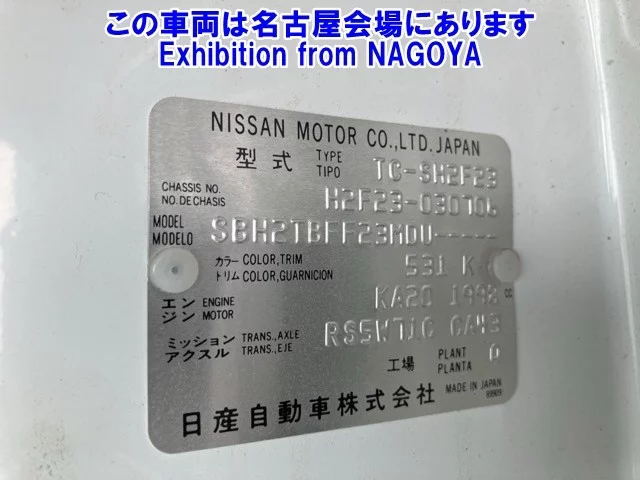 この車両は名古屋会場にあります
Exhibition from NAGOYA
NISSAN MOTOR CO.,LTD. JAPAN
型式 TYPE TIPO TC-SH2F23
CHASSIS NO. NO. DE CHASIS H2F23-030706
MODEL MODELO SBH2TBFF23MDU-----
カラー COLOR, TRIM
トリム COLOR, GUARNICION 531 K
エン ENGINE
ジン MOTOR KA20 1998 CC
ミッション TRANS., AXLE
アクスル TRANS., EJE RS5W71C CA43
工場 PLANT PLANTA
日産自動車株式会社 MADE IN JAPAN